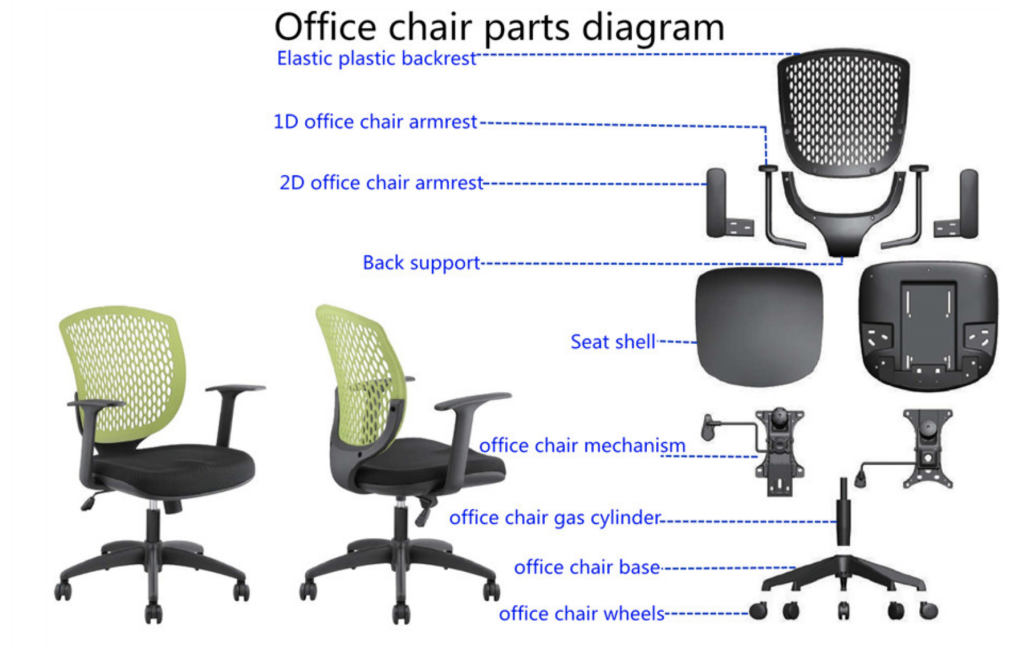 Office chair parts diagram
Elastic plastic backrest
1D office chair armrest
2D office chair armrest
Back support
Seat shell
office chair mechanism
office chair gas cylinder
office chair base
office chair wheels